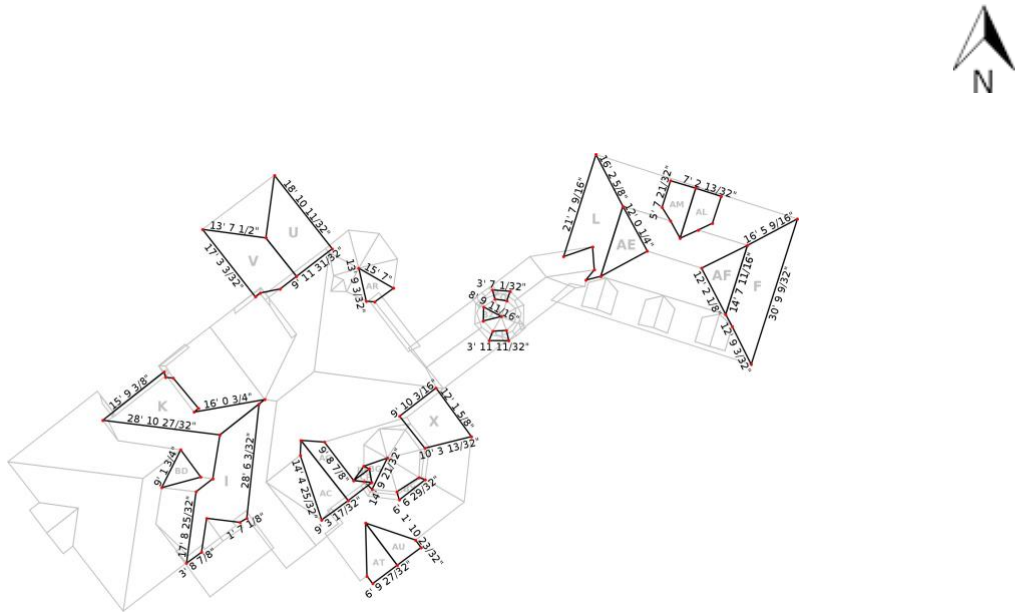 N
18' 10 11/32"
13' 7 1/2"
U
V
17' 3 3/32"
9' 11 31/32"
13' 9 3/32"
15' 7"
AR
16' 2 5/8"
21' 7 9/16"
L
12' 0 1/4"
AE
5' 7 21/32"
7' 2 13/32"
AM
AL
16' 5 9/16"
AF
F
12' 2 1/8"
14' 7 11/16"
30' 9 9/32"
12' 9 3/32"
3' 7 1/32"
8' 9 11/16"
3' 11 11/32"
15' 9 3/8"
K
16' 0 3/4"
28' 10 27/32"
9' 10 3/16"
12' 1 5/8"
X
10' 3 13/32"
BD
9' 1 3/4"
I
28' 6 3/32"
9' 8 7/8"
14' 4 25/32"
AC
14' 9 21/32"
9' 3 17/32"
6' 6 29/32"
17' 8 25/32"
1' 7 1/8"
3' 8 7/8"
1' 10 23/32"
AU
AT
6' 9 27/32"